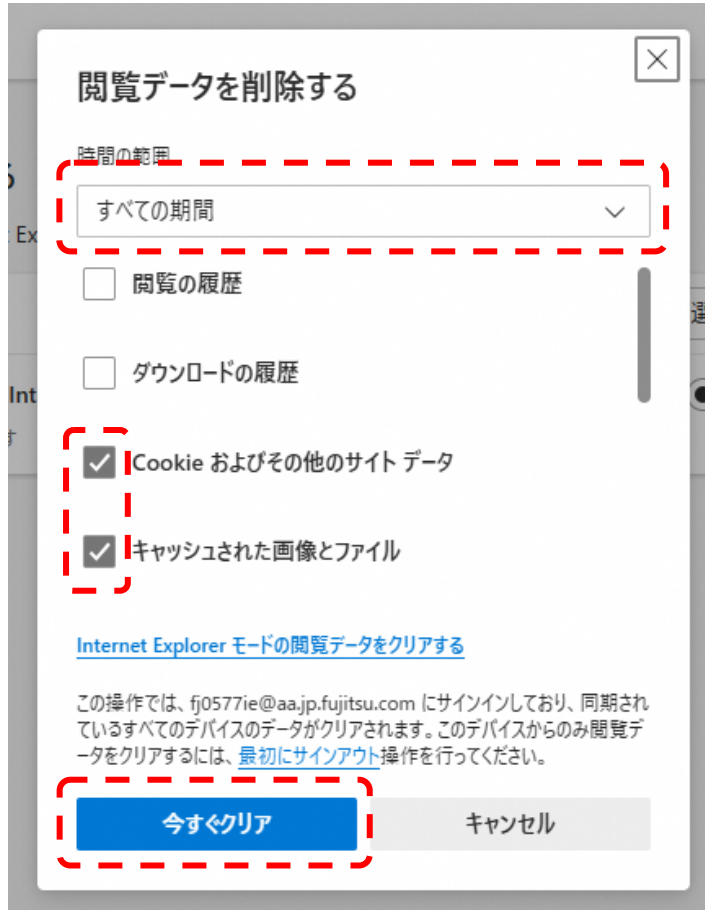 閲覧データを削除する
時間の範囲
すべての期間
Ex
閲覧の履歴
選
ダウンロードの履歴
Int
す
Cookie およびその他のサイト データ
キャッシュされた画像とファイル
Internet Explorer モードの閲覧データをクリアする
この操作では、fj0577ie@aa.jp.fujitsu.com にサインインしており、同期され
ているすべてのデバイスのデータがクリアされます。このデバイスからのみ閲覧デ
ータをクリアするには、最初にサインアウト操作を行ってください。
今すぐクリア
キャンセル